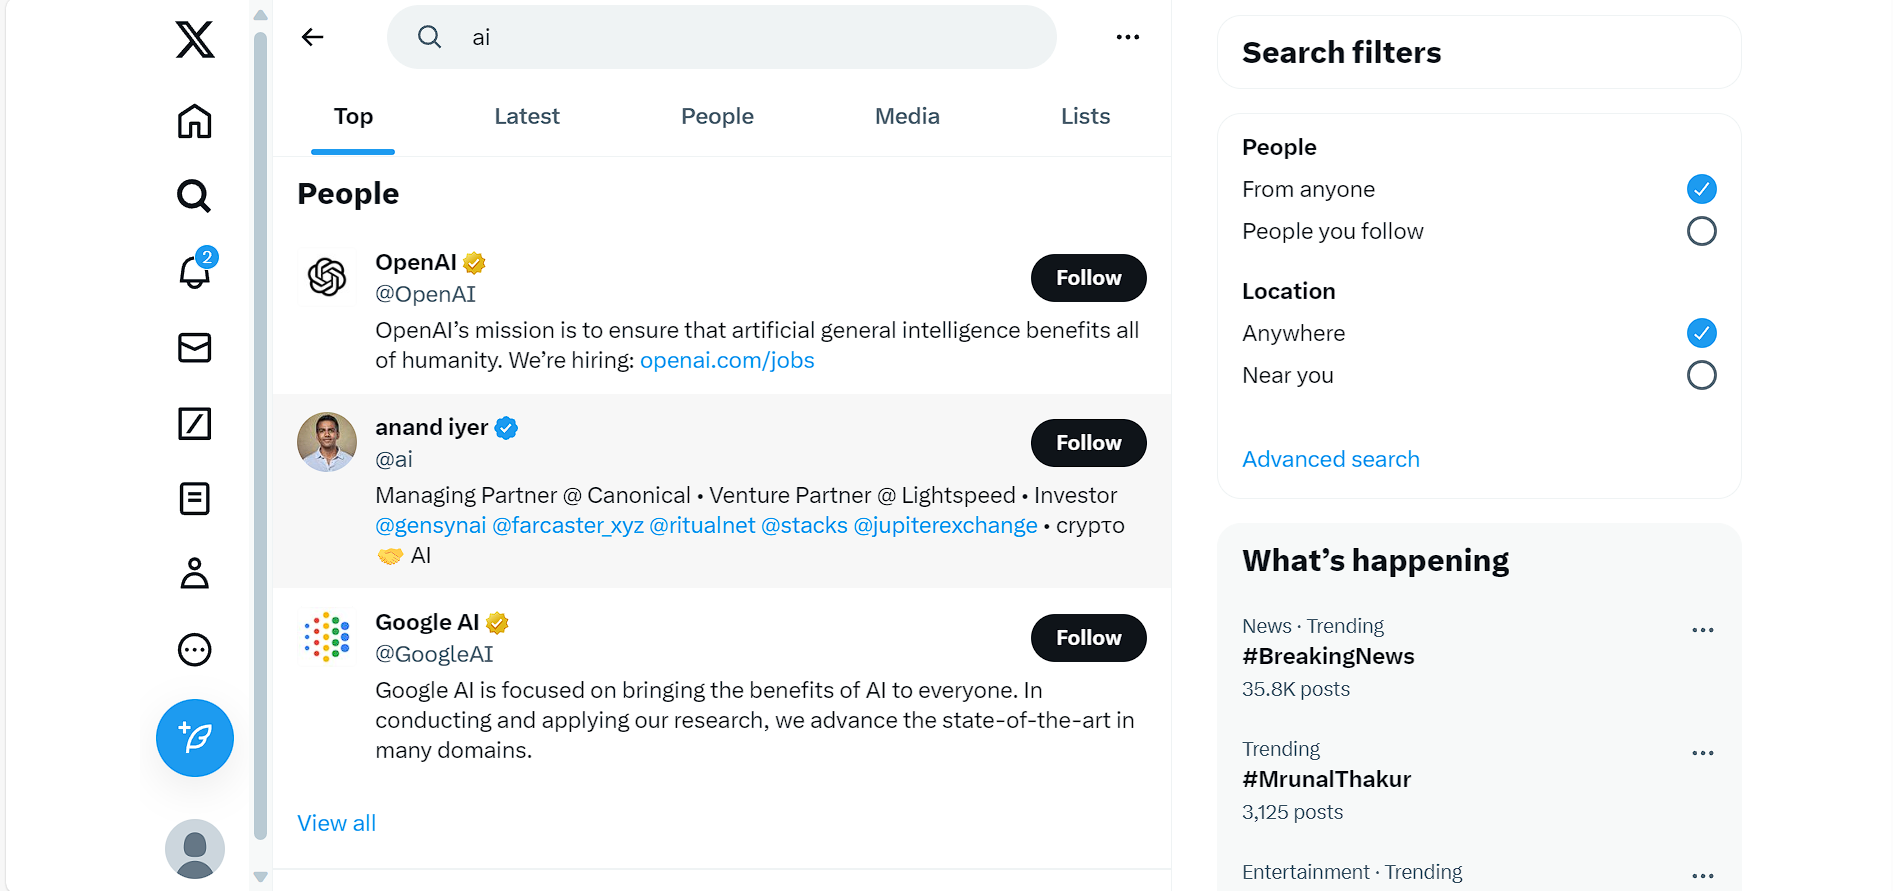 2
ai
Top
Latest
People
Media
Lists
People
OpenAI
@OpenAI
Follow
OpenAI’s mission is to ensure that artificial general intelligence benefits all
of humanity. We’re hiring: openai.com/jobs
anand iyer
@ai
Follow
Managing Partner @ Canonical • Venture Partner @ Lightspeed • Investor
@gensynai @farcaster_xyz @ritualnet @stacks @jupiterexchange • crypτo
🤝 AI
Google AI
@GoogleAI
Follow
Google AI is focused on bringing the benefits of AI to everyone. In
conducting and applying our research, we advance the state-of-the-art in
many domains.
View all
Search filters
People
From anyone
People you follow
Location
Anywhere
Near you
Advanced search
What’s happening
News · Trending
#BreakingNews
35.8K posts
Trending
#MrunalThakur
3,125 posts
Entertainment · Trending